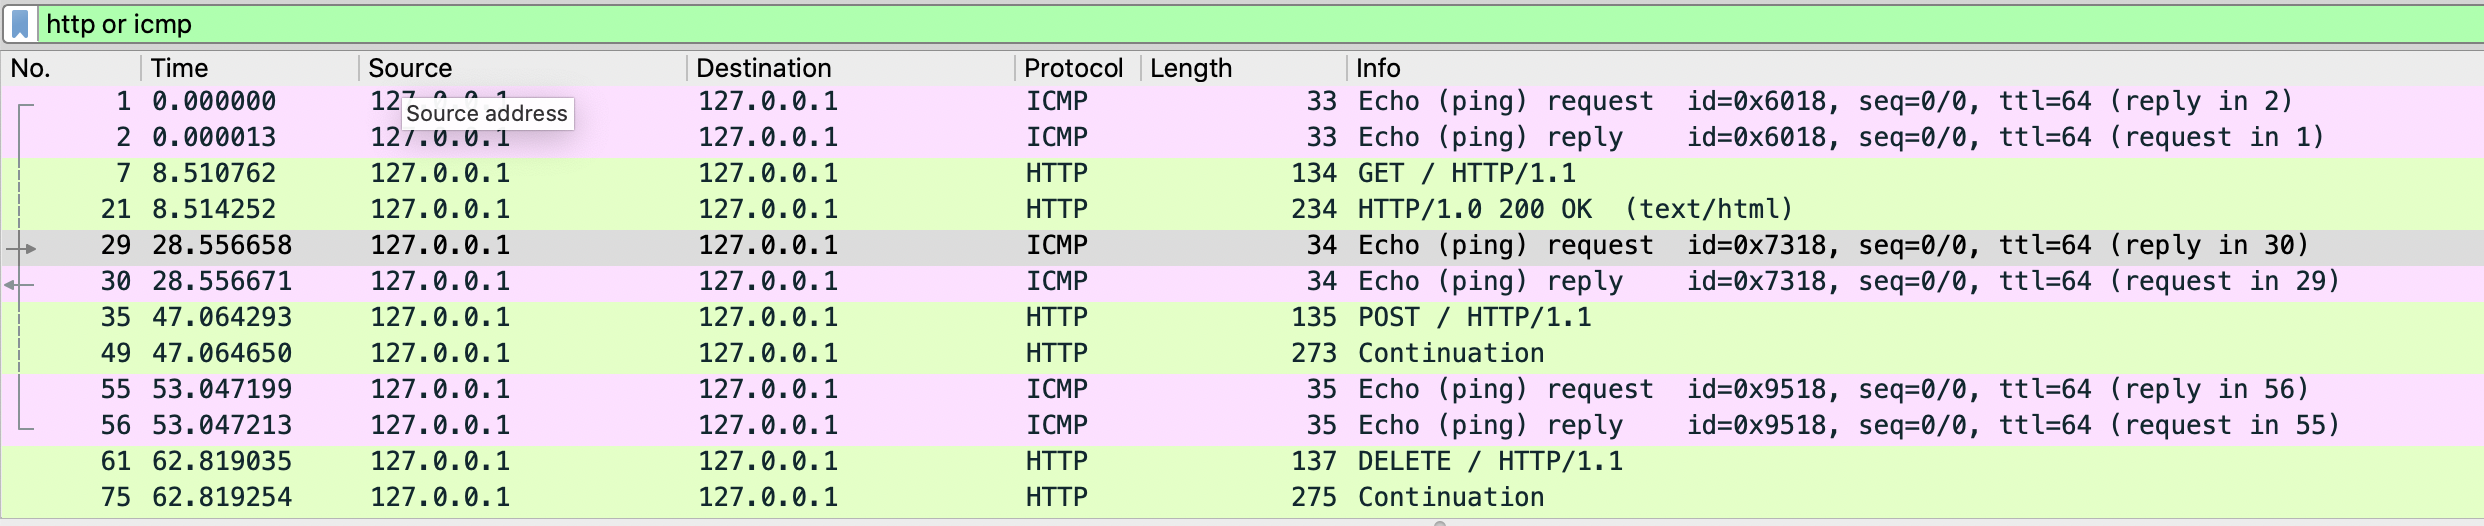 http or icmp
No. Time Source Destination Protocol Length Info
1 0.000000 127.0.0.1 127.0.0.1 ICMP 33 Echo (ping) request id=0x6018, seq=0/0, ttl=64 (reply in 2)
Source address
2 0.000013 127.0.0.1 127.0.0.1 ICMP 33 Echo (ping) reply id=0x6018, seq=0/0, ttl=64 (request in 1)
7 8.510762 127.0.0.1 127.0.0.1 HTTP 134 GET / HTTP/1.1
21 8.514252 127.0.0.1 127.0.0.1 HTTP 234 HTTP/1.0 200 OK (text/html)
29 28.556658 127.0.0.1 127.0.0.1 ICMP 34 Echo (ping) request id=0x7318, seq=0/0, ttl=64 (reply in 30)
30 28.556671 127.0.0.1 127.0.0.1 ICMP 34 Echo (ping) reply id=0x7318, seq=0/0, ttl=64 (request in 29)
35 47.064293 127.0.0.1 127.0.0.1 HTTP 135 POST / HTTP/1.1
49 47.064650 127.0.0.1 127.0.0.1 HTTP 273 Continuation
55 53.047199 127.0.0.1 127.0.0.1 ICMP 35 Echo (ping) request id=0x9518, seq=0/0, ttl=64 (reply in 56)
56 53.047213 127.0.0.1 127.0.0.1 ICMP 35 Echo (ping) reply id=0x9518, seq=0/0, ttl=64 (request in 55)
61 62.819035 127.0.0.1 127.0.0.1 HTTP 137 DELETE / HTTP/1.1
75 62.819254 127.0.0.1 127.0.0.1 HTTP 275 Continuation